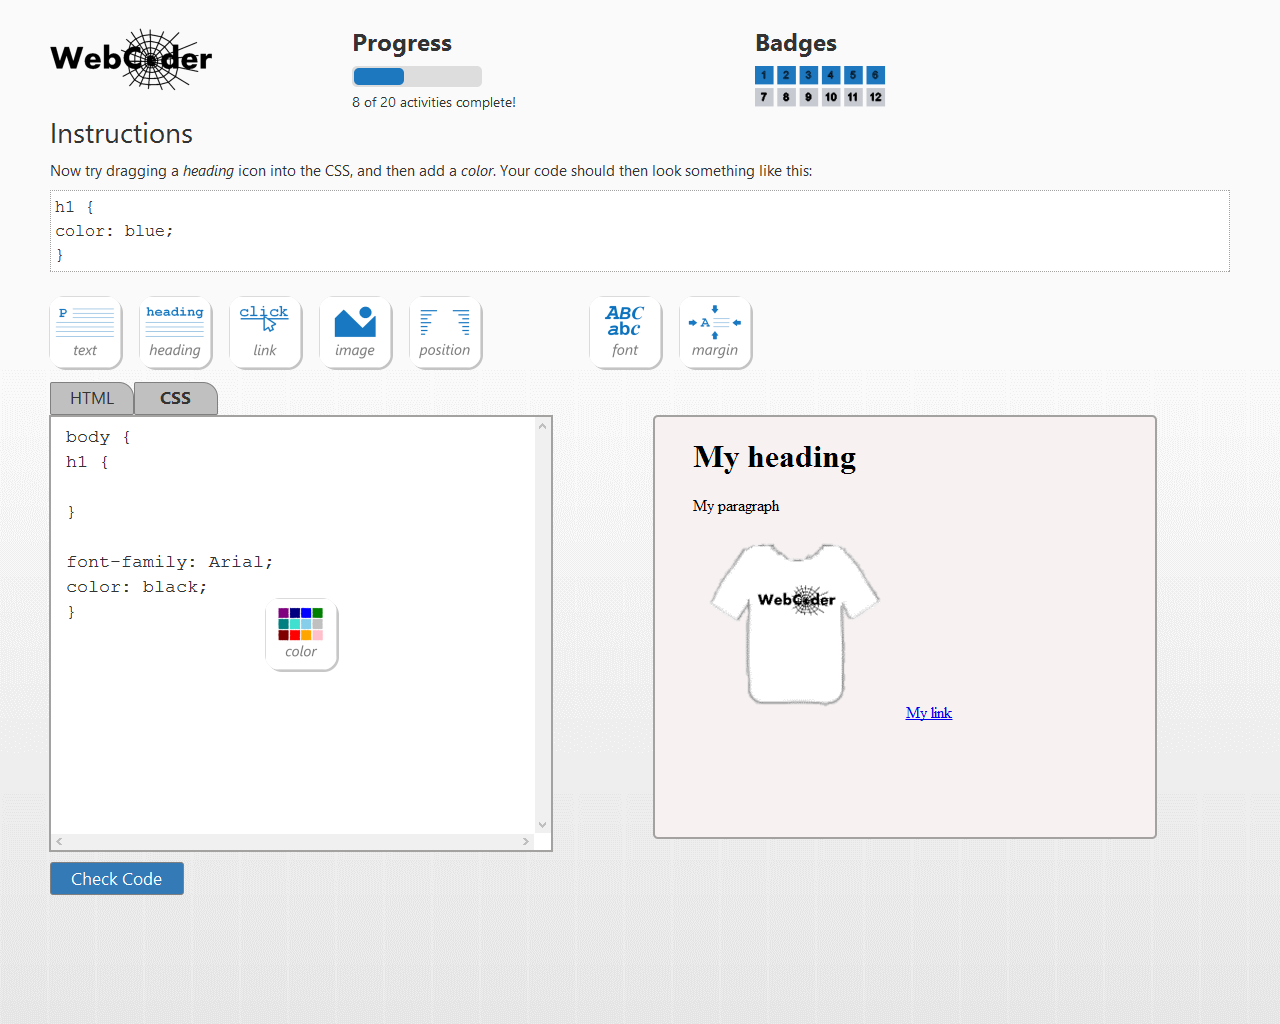 WebCoder
Progress
8 of 20 activities complete!
Badges
1 2 3 4 5 6
7 8 9 10 11 12
Instructions
Now try dragging a heading icon into the CSS, and then add a color. Your code should then look something like this:
h1 {
color: blue;
}
P
text
heading
heading
click
link
image
position
ABC
abc
font
A
margin
HTML
CSS
body {
h1 {
}
font-family: Arial;
color: black;
}
color
My heading
My paragraph
WebCoder
My link
Check Code